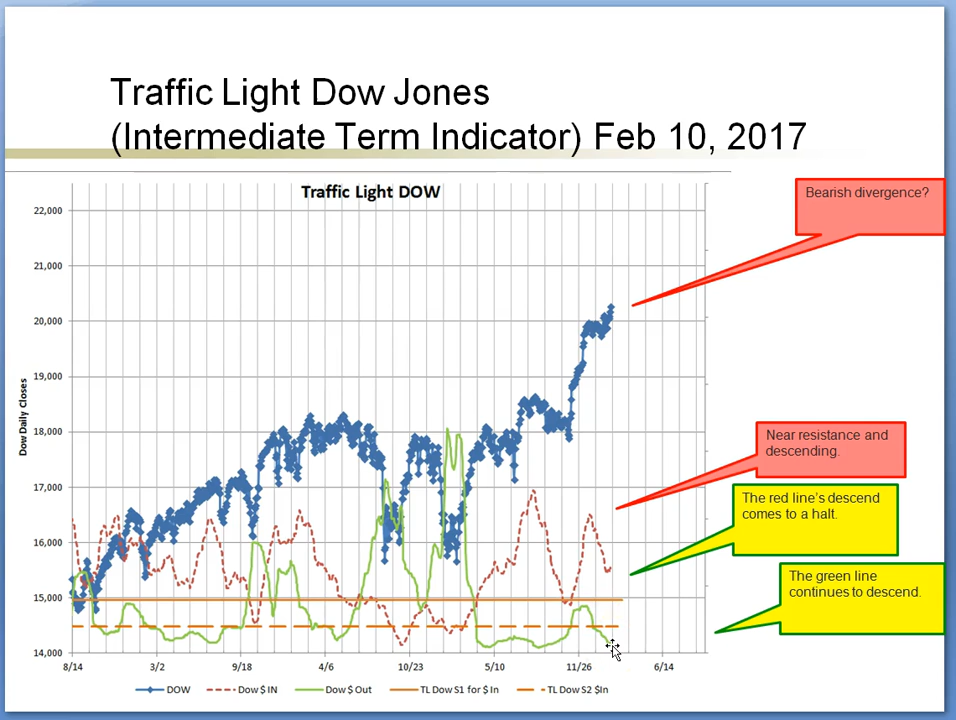 Traffic Light Dow Jones
(Intermediate Term Indicator) Feb 10, 2017
Traffic Light DOW
Bearish divergence?
22,000
21,000
20,000
19,000
18,000
17,000
16,000
15,000
14,000
Dow Daily Closes
Near resistance and
descending.
The red line's descend
comes to a halt.
The green line
continues to descend.
8/14
3/2
9/18
4/6
10/23
5/10
11/26
6/14
DOW
Dow $ IN
Dow $ Out
TL Dow S1 for $ In
TL Dow S2 $In